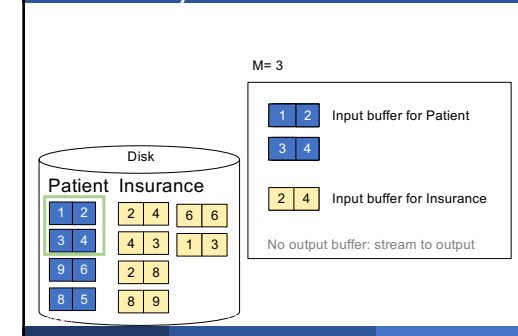 M= 3
1 2 Input buffer for Patient
3 4
2 4 Input buffer for Insurance
No output buffer: stream to output
Disk
Patient Insurance
1 2 2 4 6 6
3 4 4 3 1 3
9 6 2 8
8 5 8 9